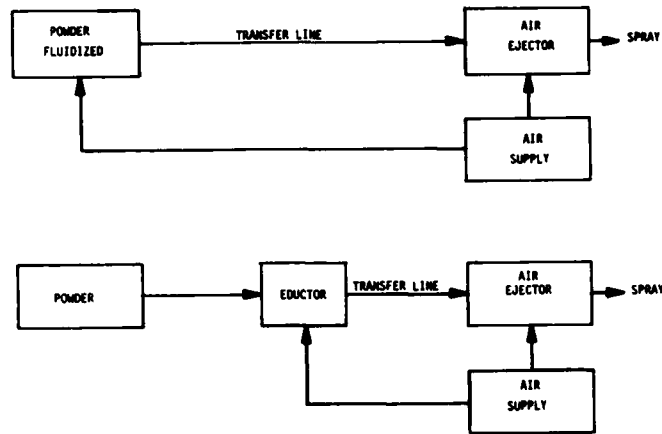 POWDER
FLUIDIZED
TRANSFER LINE
AIR
EJECTOR
SPRAY
AIR
SUPPLY
POWDER
EDUCTOR
TRANSFER LINE
AIR
EJECTOR
SPRAY
AIR
SUPPLY